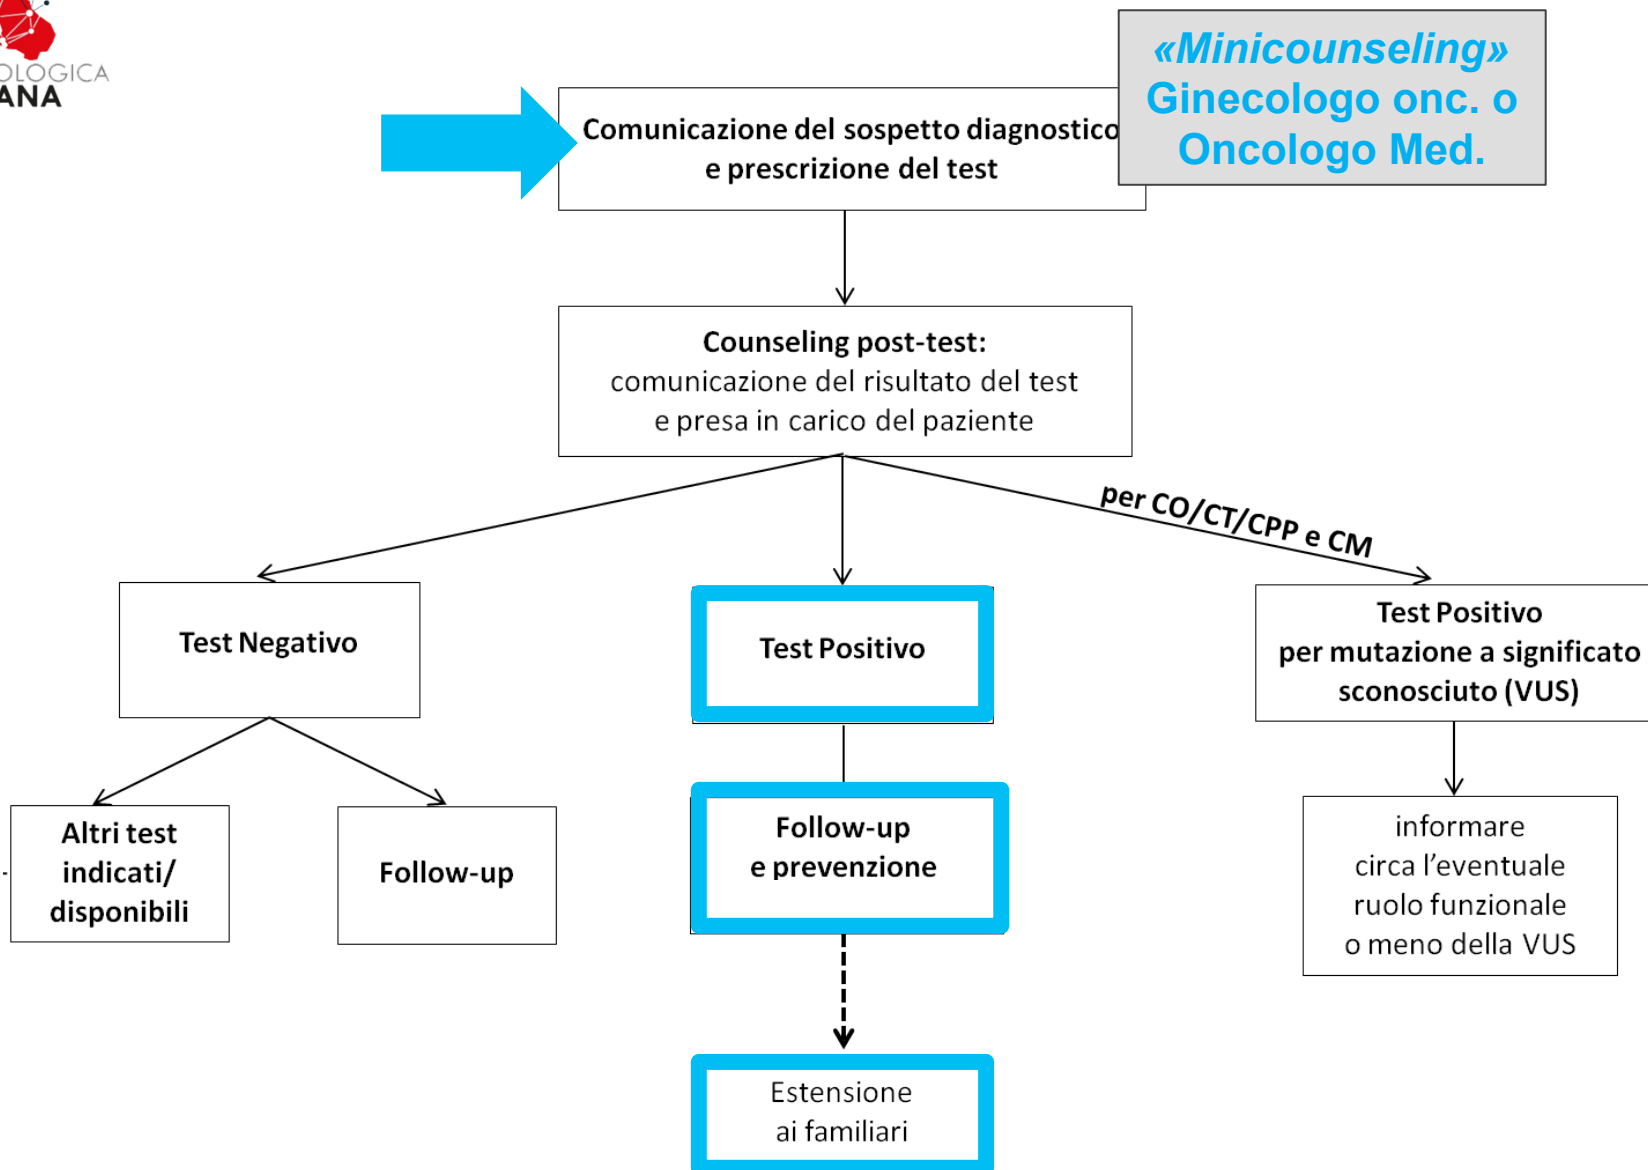 OLOGICA
ANA
«Minicounseling»
Ginecologo onc. o
Oncologo Med.
Comunicazione del sospetto diagnostico
e prescrizione del test
Counseling post-test:
comunicazione del risultato del test
e presa in carico del paziente
per CO/CT/CPP e CM
Test Negativo
Test Positivo
Test Positivo
per mutazione a significato
sconosciuto (VUS)
Altri test
indicati/
disponibili
Follow-up
Follow-up
e prevenzione
informare
circa l’eventuale
ruolo funzionale
o meno della VUS
Estensione
ai familiari